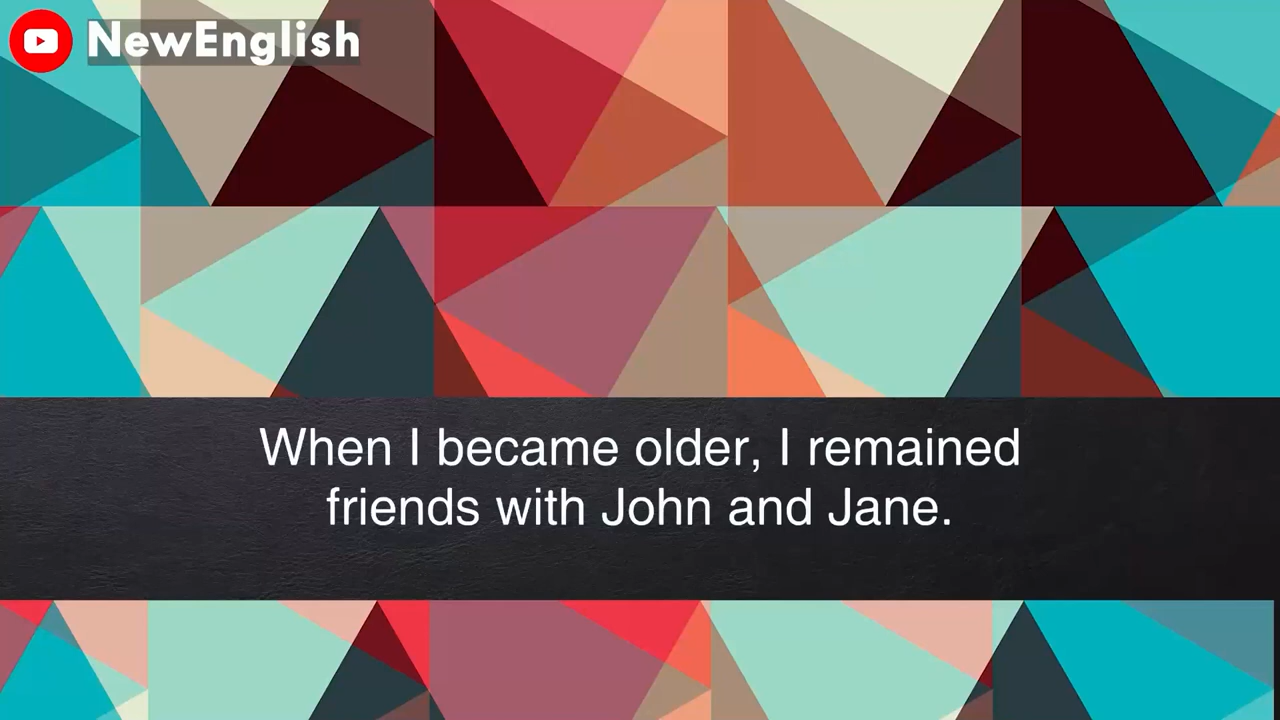 NewEnglish
When I became older, I remained
friends with John and Jane.